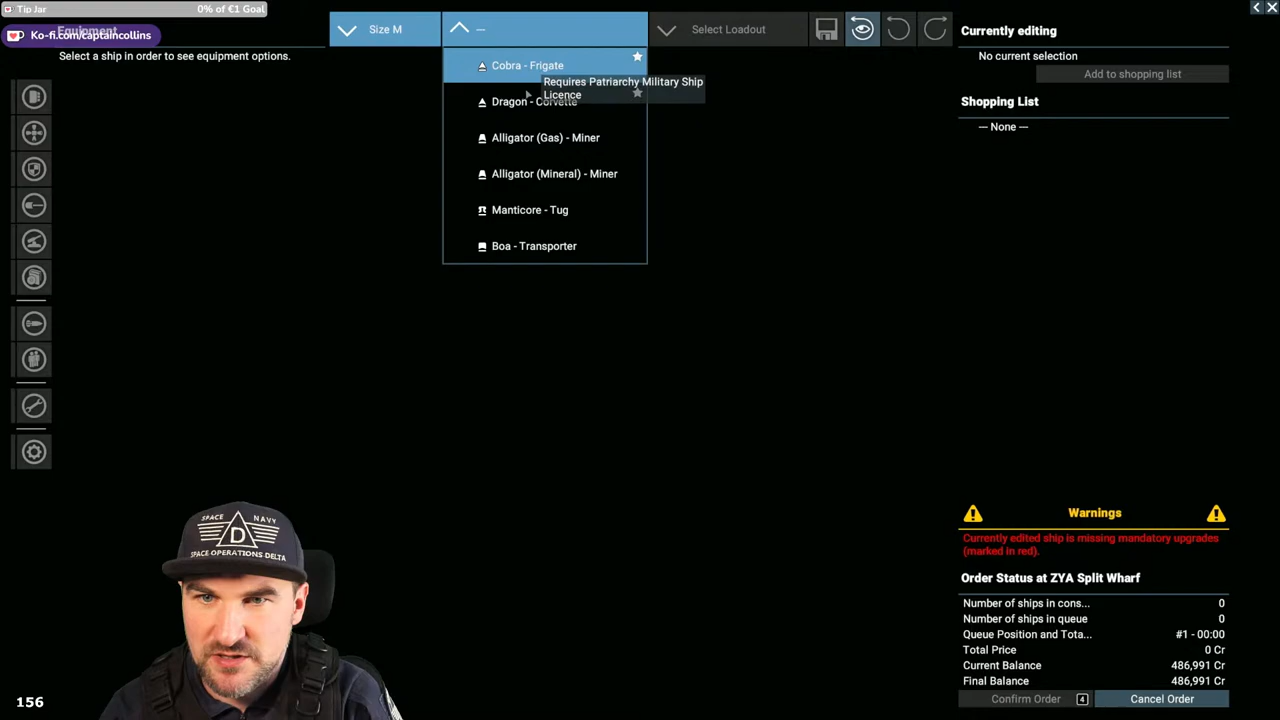 Tip Jar
0% of €1 Goal
Equipment
Ko-fi.com/captaincollins
Select a ship in order to see equipment options.
Size M
—
Select Loadout
Cobra - Frigate
Requires Patriarchy Military Ship
Licence
Dragon - Corvette
Alligator (Gas) - Miner
Alligator (Mineral) - Miner
Manticore - Tug
Boa - Transporter
Currently editing
No current selection
Add to shopping list
Shopping List
— None —
Warnings
Currently edited ship is missing mandatory upgrades
(marked in red).
Order Status at ZYA Split Wharf
Number of ships in cons... 0
Number of ships in queue 0
Queue Position and Tota... #1 - 00:00
Total Price 0 Cr
Current Balance 486,991 Cr
Final Balance 486,991 Cr
Confirm Order 4
Cancel Order
SPACE NAVY
D
SPACE OPERATIONS DELTA
156